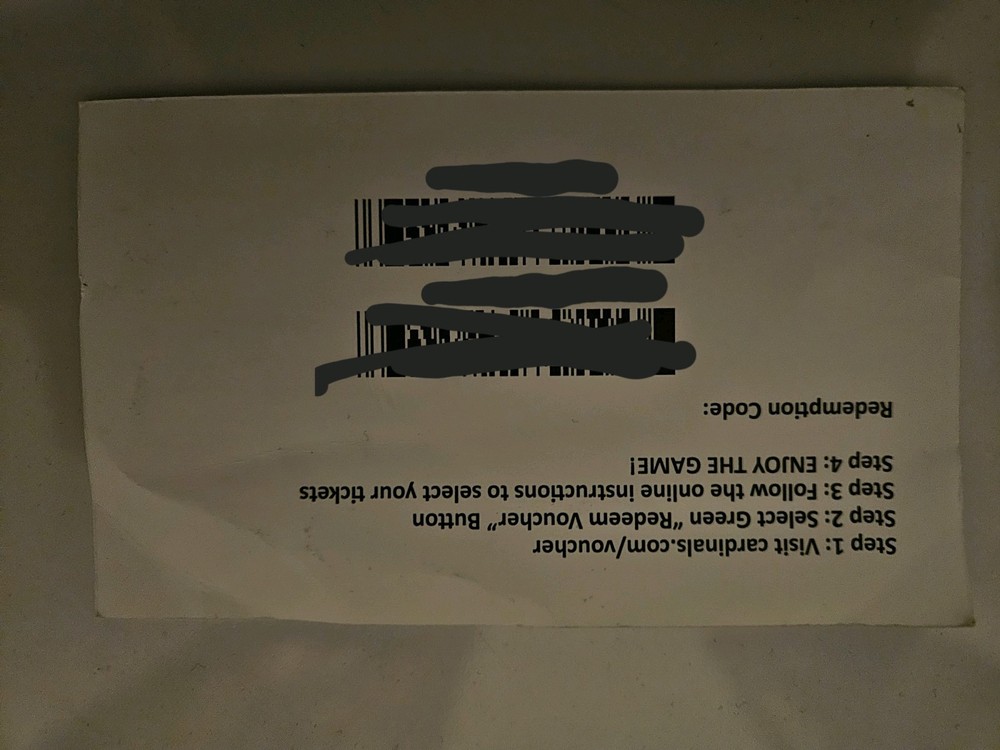 Step 1: Visit cardinals.com/voucher
Step 2: Select Green "Redeem Voucher" Button
Step 3: Follow the online instructions to select your tickets
Step 4: ENJOY THE GAME!
Redemption Code: